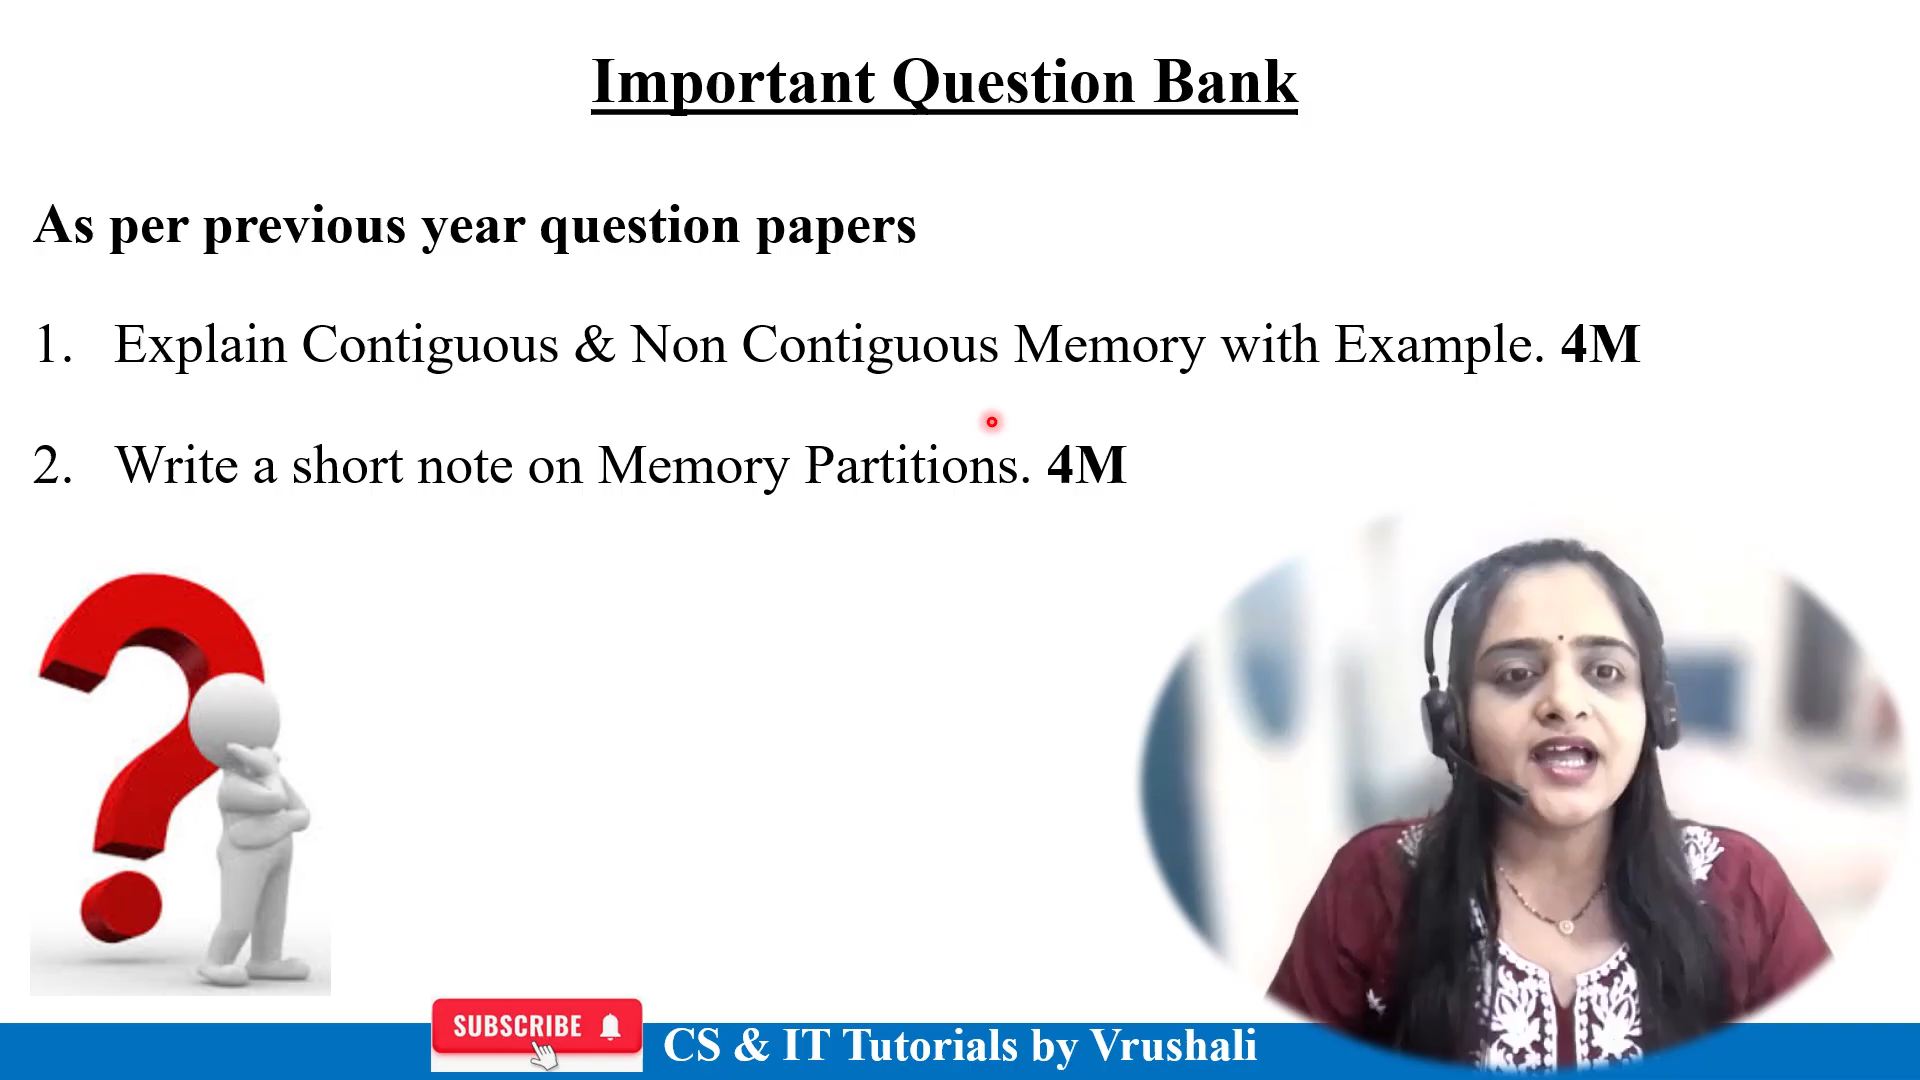 Important Question Bank
As per previous year question papers
1. Explain Contiguous & Non Contiguous Memory with Example. 4M
2. Write a short note on Memory Partitions. 4M
SUBSCRIBE
CS & IT Tutorials by Vrushali